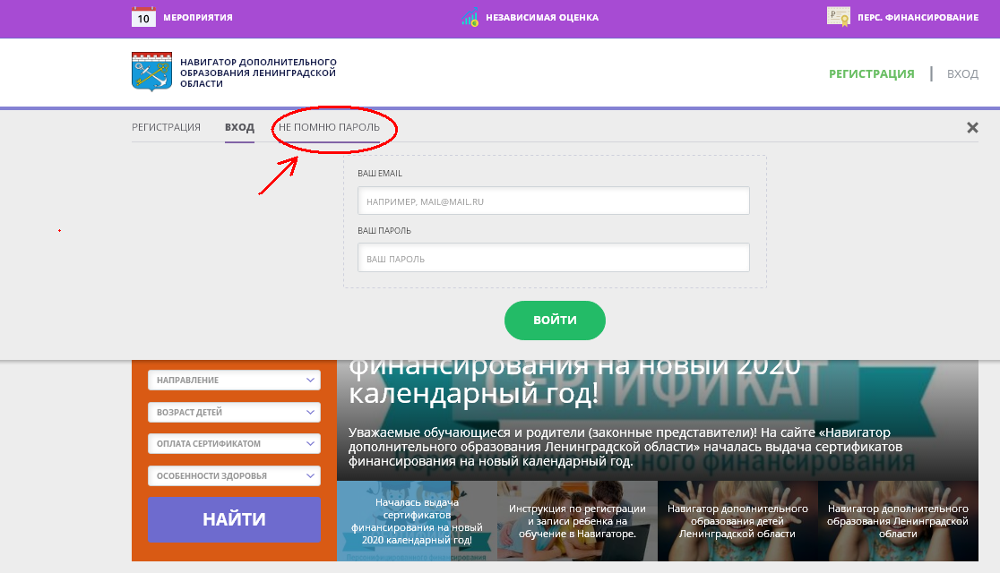 10 МЕРОПРИЯТИЯ
НЕЗАВИСИМАЯ ОЦЕНКА
ПЕРС. ФИНАНСИРОВАНИЕ
НАВИГАТОР ДОПОЛНИТЕЛЬНОГО
ОБРАЗОВАНИЯ ЛЕНИНГРАДСКОЙ
ОБЛАСТИ
РЕГИСТРАЦИЯ | ВХОД
РЕГИСТРАЦИЯ ВХОД НЕ ПОМНЮ ПАРОЛЬ
ВАШ EMAIL
НАПРИМЕР, MAIL@MAIL.RU
ВАШ ПАРОЛЬ
ВАШ ПАРОЛЬ
ВОЙТИ
НАПРАВЛЕНИЕ
ВОЗРАСТ ДЕТЕЙ
ОПЛАТА СЕРТИФИКАТОМ
ОСОБЕННОСТИ ЗДОРОВЬЯ
НАЙТИ
СЕРТИФИКАТ
финансирования на новый 2020
календарный год!
Уважаемые обучающиеся и родители (законные представители)! На сайте «Навигатор
дополнительного образования Ленинградской области» началась выдача сертификатов
финансирования на новый календарный год.
Персонифицированного финансирования
Началась выдача
сертификатов
финансирования на новый
2020 календарный год!
Персонифицированного финансирования
Инструкция по регистрации
и записи ребенка на
обучение в Навигаторе.
Навигатор дополнительного
образования детей
Ленинградской области
Навигатор дополнительного
образования Ленинградской
области